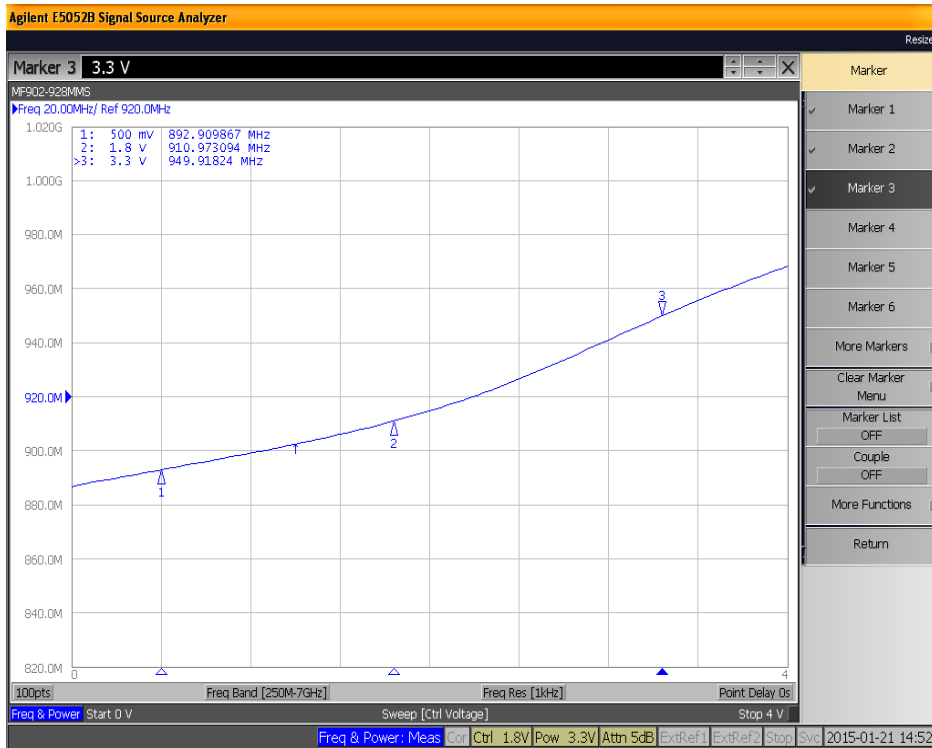 Agilent E5052B Signal Source Analyzer
Resize
Marker 3 3.3 V
MF902-928MMS
Freq 20.00MHz/ Ref 920.0MHz
1: 500 mV 892.909867 MHz
2: 1.8 V 910.973094 MHz
>3: 3.3 V 949.91824 MHz
1.020G
1.000G
980.0M
960.0M
940.0M
920.0M
900.0M
880.0M
860.0M
840.0M
820.0M
1
2
3
0
4
100pts Freq Band [250M-7GHz] Freq Res [1kHz] Point Delay 0s
Freq & Power Start 0 V Sweep [Ctrl Voltage] Stop 4 V
Marker
Marker 1
Marker 2
Marker 3
Marker 4
Marker 5
Marker 6
More Markers
Clear Marker
Menu
Marker List
OFF
Couple
OFF
More Functions
Return
Freq & Power: Meas Cor Ctrl 1.8V Pow 3.3V Attn 5dB ExtRef1 ExtRef2 Stop Svc 2015-01-21 14:52